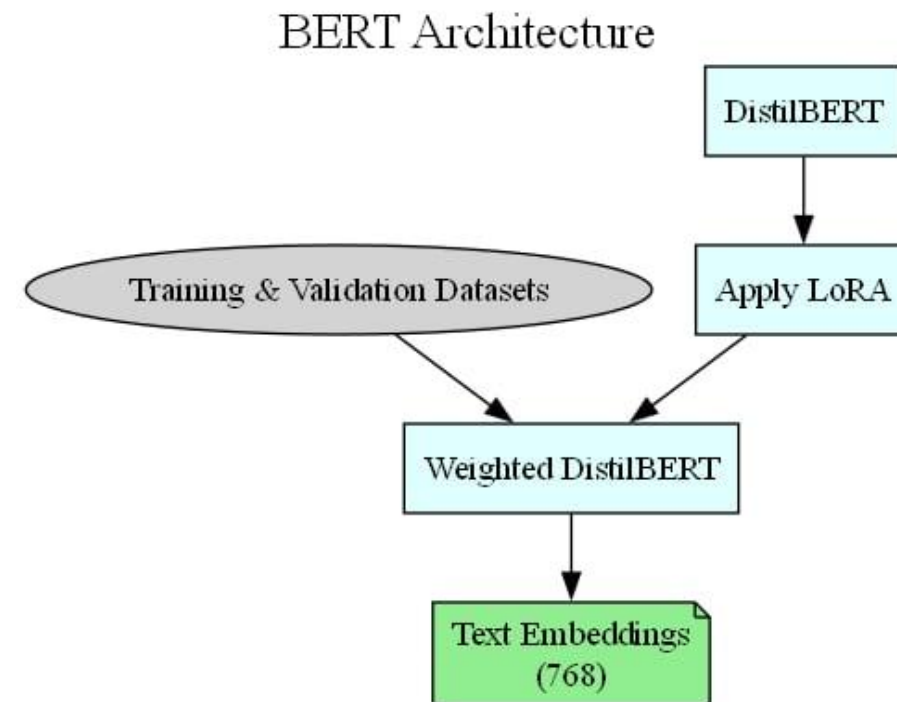 BERT Architecture
DistilBERT
Training & Validation Datasets
Apply LoRA
Weighted DistilBERT
Text Embeddings
(768)